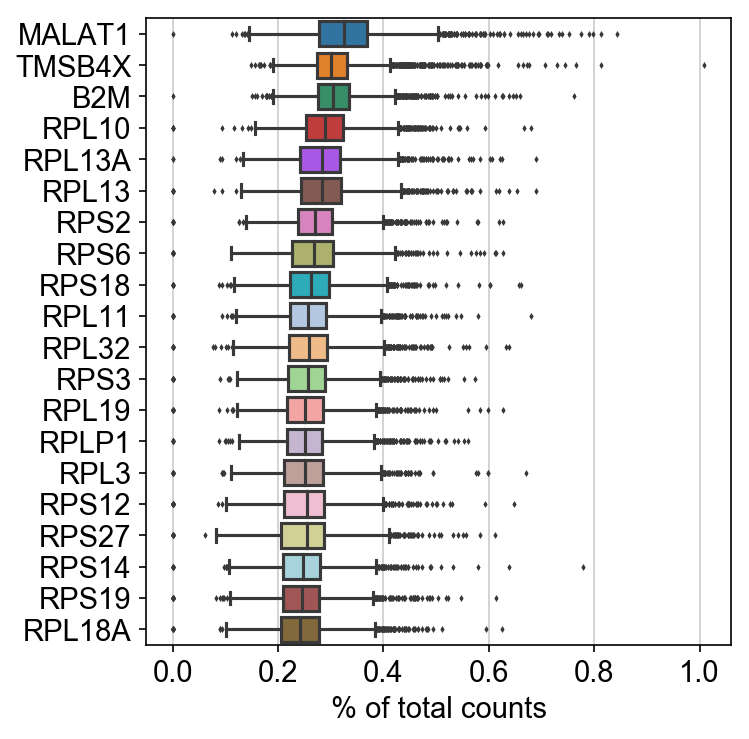 MALAT1
TMSB4X
B2M
RPL10
RPL13A
RPL13
RPS2
RPS6
RPS18
RPL11
RPL32
RPS3
RPL19
RPLP1
RPL3
RPS12
RPS27
RPS14
RPS19
RPL18A
0.0 0.2 0.4 0.6 0.8 1.0
% of total counts